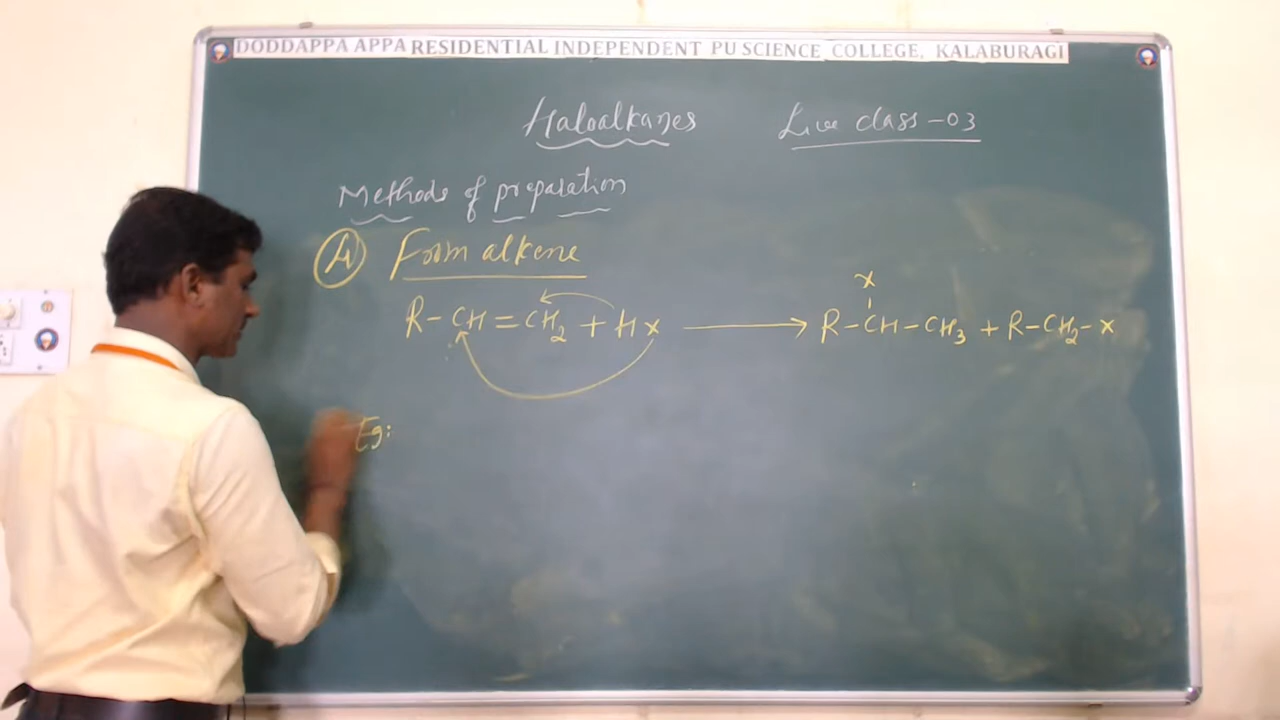 DODDAPPA APPA RESIDENTIAL INDEPENDENT PU SCIENCE COLLEGE, KALABURAGI
Haloalkanes Live class-03
Methods of preparation
A From alkene
x
R-CH=CH2+Hx → R-CH-CH3+R-CH2-x
Eg: